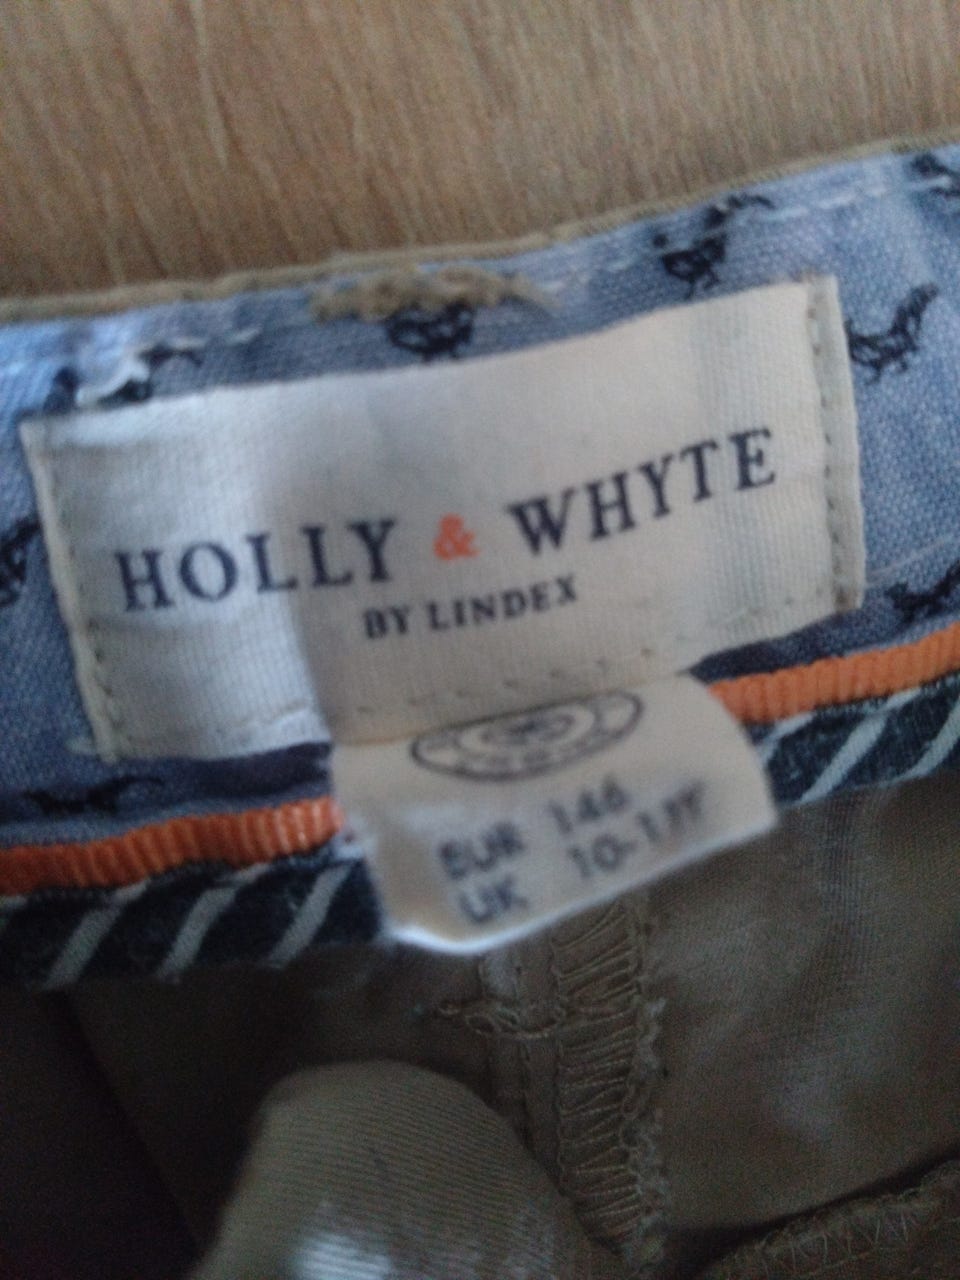 HOLLY & WHYTE
BY LINDEX
EUR 146
UK 10-11Y